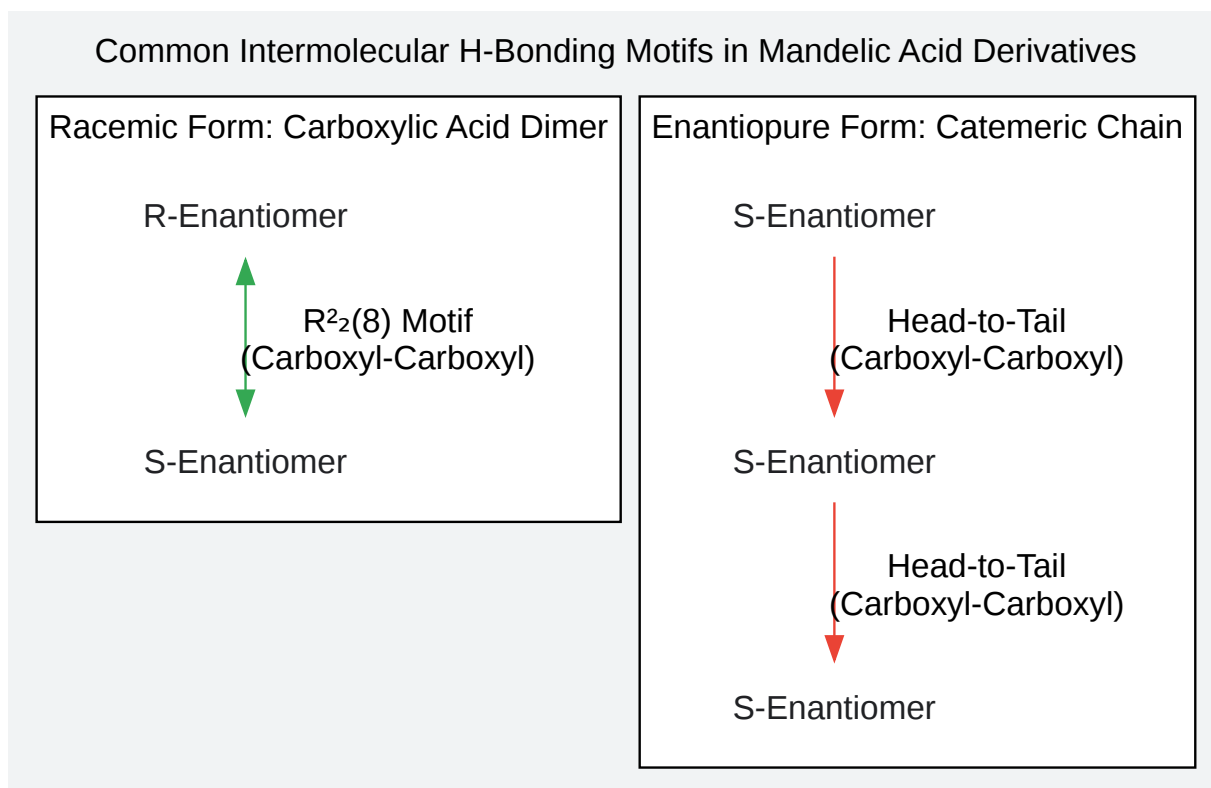 Common Intermolecular H-Bonding Motifs in Mandelic Acid Derivatives
Racemic Form: Carboxylic Acid Dimer
R-Enantiomer
R²₂(8) Motif
(Carboxyl-Carboxyl)
S-Enantiomer
Enantiopure Form: Catemeric Chain
S-Enantiomer
Head-to-Tail
(Carboxyl-Carboxyl)
S-Enantiomer
Head-to-Tail
(Carboxyl-Carboxyl)
S-Enantiomer